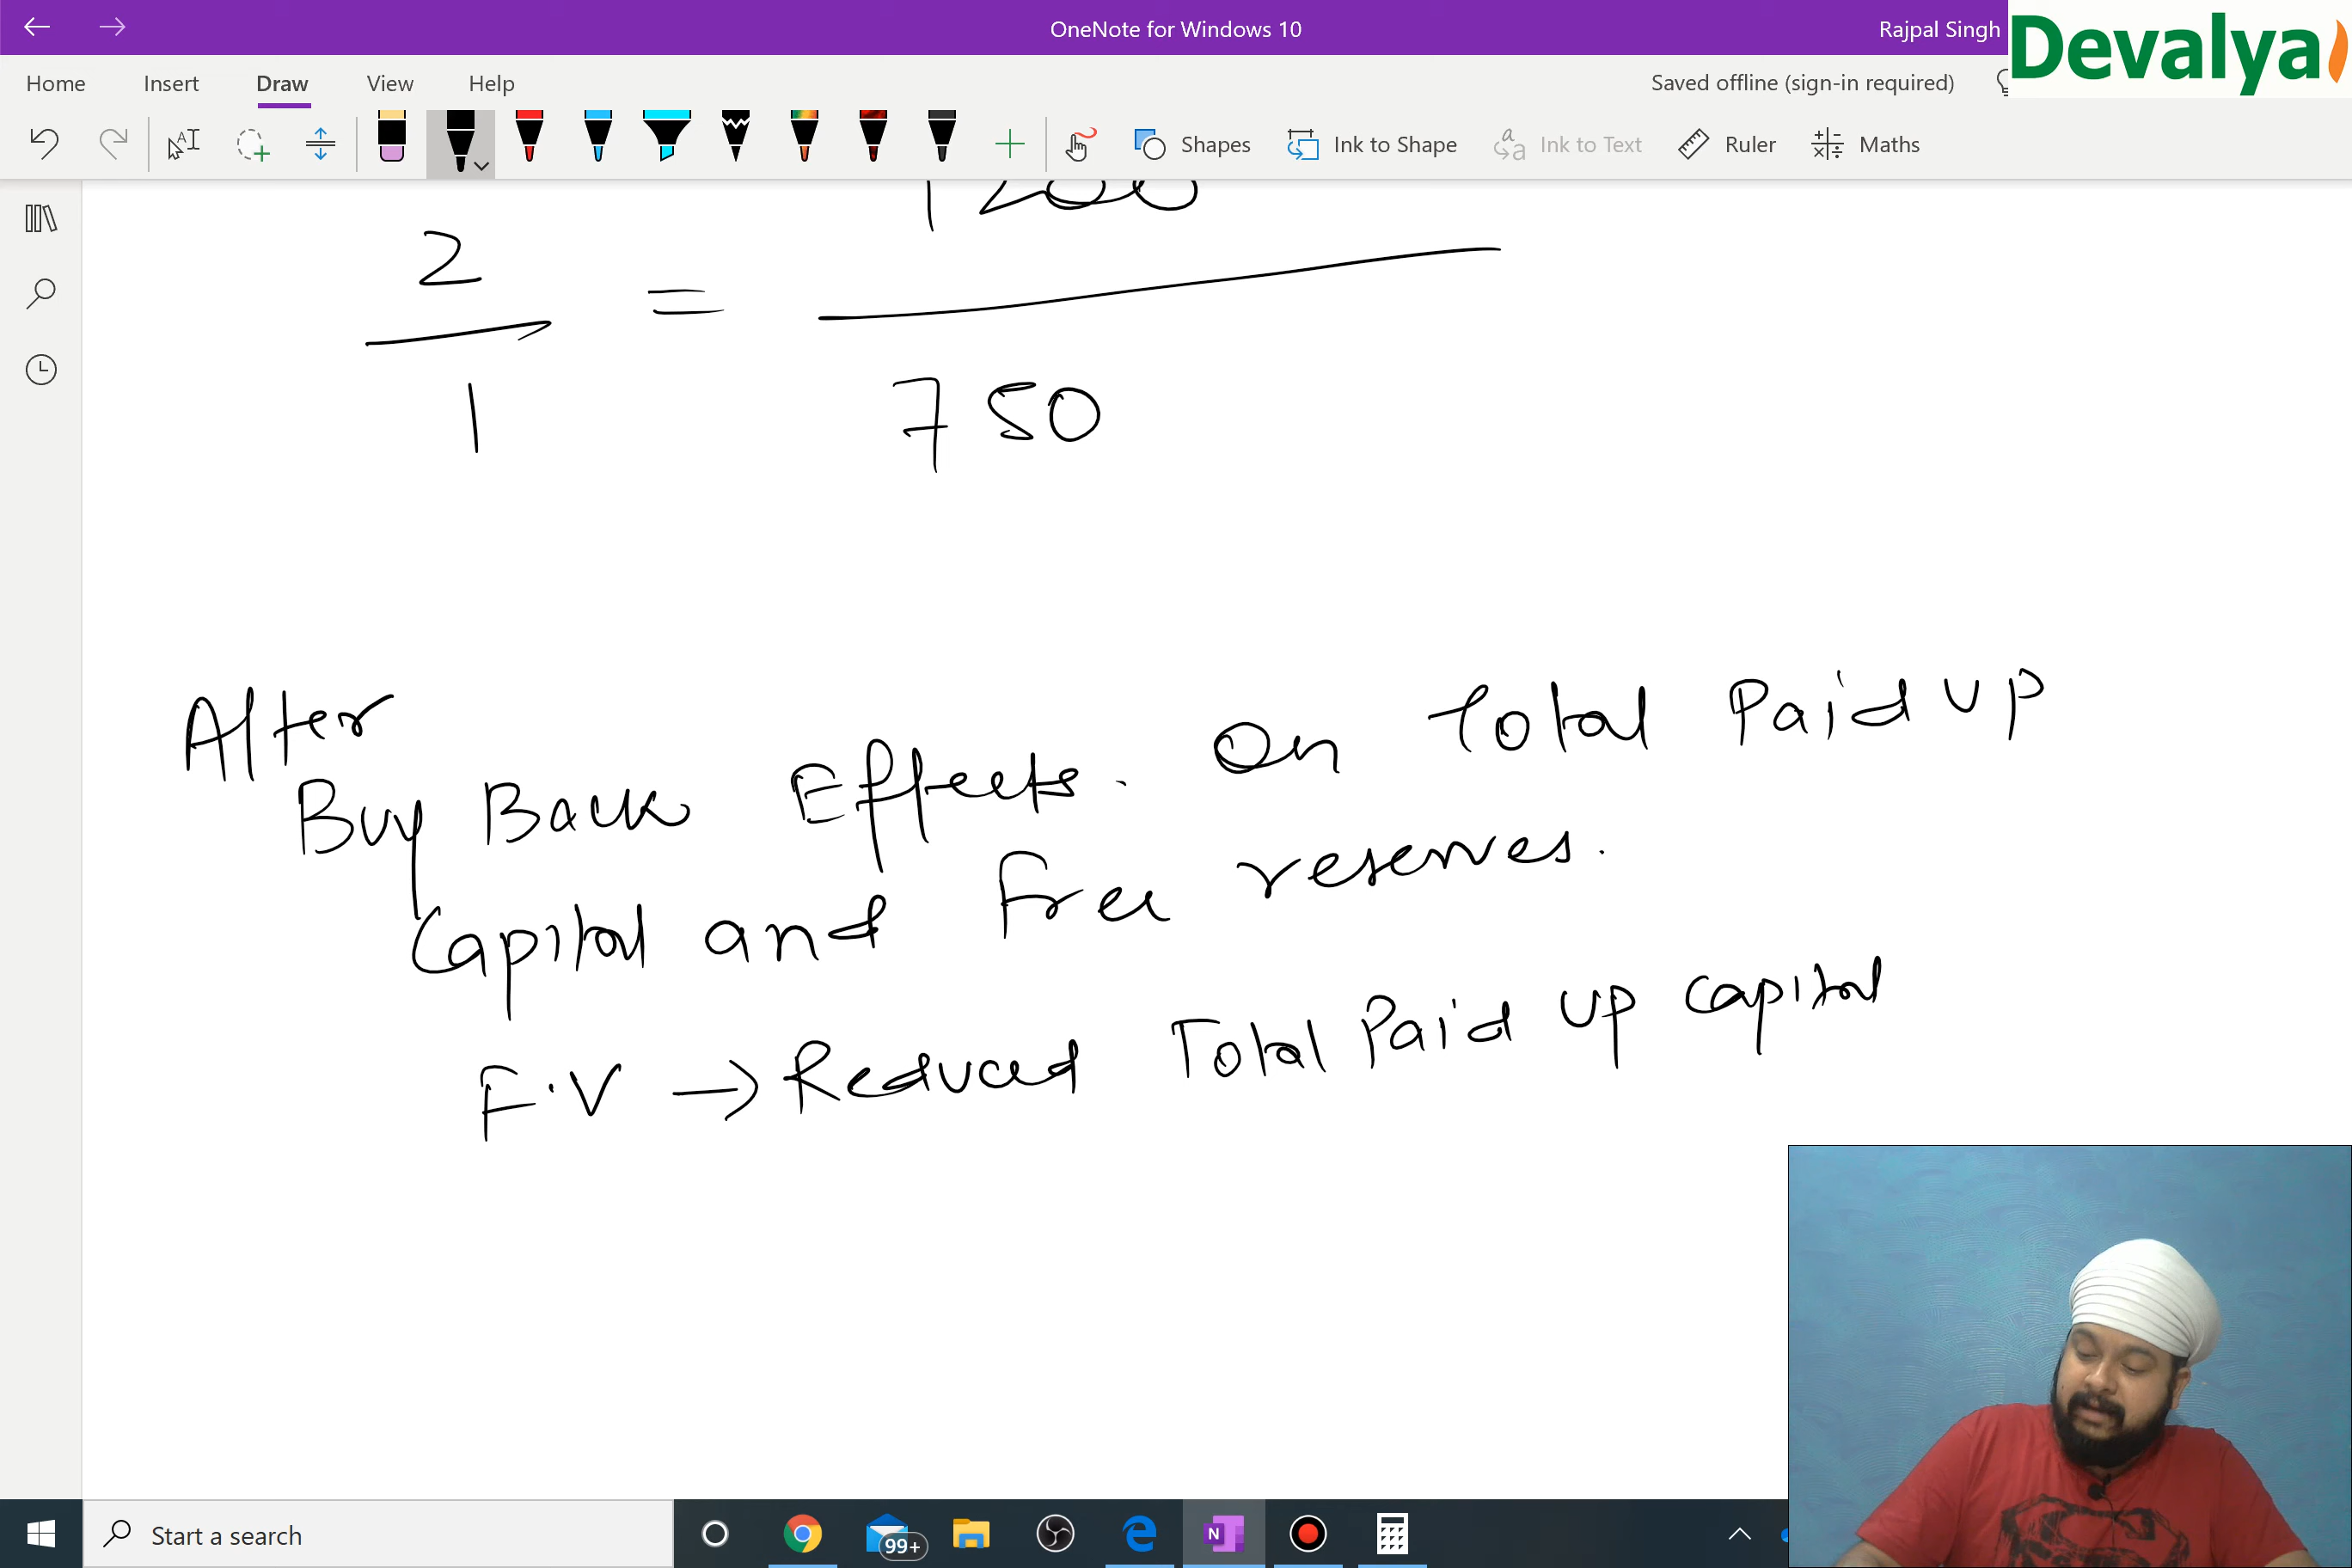 OneNote for Windows 10
Rajpal Singh
Devalya
Home Insert Draw View Help
Saved offline (sign-in required)
Shapes Ink to Shape Ink to Text Ruler Maths
2
=
1 750
After
Buy Back Effects. On Total Paid up
Capital and Free reserves.
F.V → Reduced Total Paid up capital
Start a search
99+